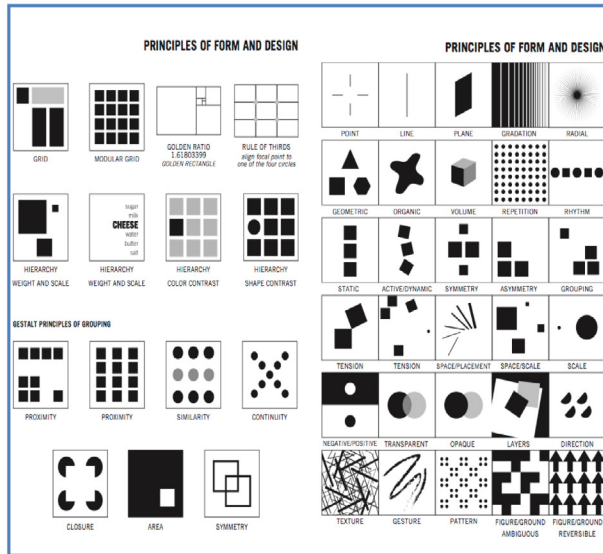 PRINCIPLES OF FORM AND DESIGN
GRID
MODULAR GRID
GOLDEN RATIO
1.61803399
GOLDEN RECTANGLE
RULE OF THIRDS
align focal point to
one of the four circles
sugar
milk
CHEESE
water
butter
salt
HIERARCHY
WEIGHT AND SCALE
HIERARCHY
WEIGHT AND SCALE
HIERARCHY
COLOR CONTRAST
HIERARCHY
SHAPE CONTRAST
GESTALT PRINCIPLES OF GROUPING
PROXIMITY
PROXIMITY
SIMILARITY
CONTINUITY
CLOSURE
AREA
SYMMETRY
PRINCIPLES OF FORM AND DESIGN
POINT
LINE
PLANE
GRADATION
RADIAL
GEOMETRIC
ORGANIC
VOLUME
REPETITION
RHYTHM
STATIC
ACTIVE/DYNAMIC
SYMMETRY
ASYMMETRY
GROUPING
TENSION
TENSION
SPACE/PLACEMENT
SPACE/SCALE
SCALE
NEGATIVE/POSITIVE
TRANSPARENT
OPAQUE
LAYERS
DIRECTION
TEXTURE
GESTURE
PATTERN
FIGURE/GROUND
AMBIGUOUS
FIGURE/GROUND
REVERSIBLE